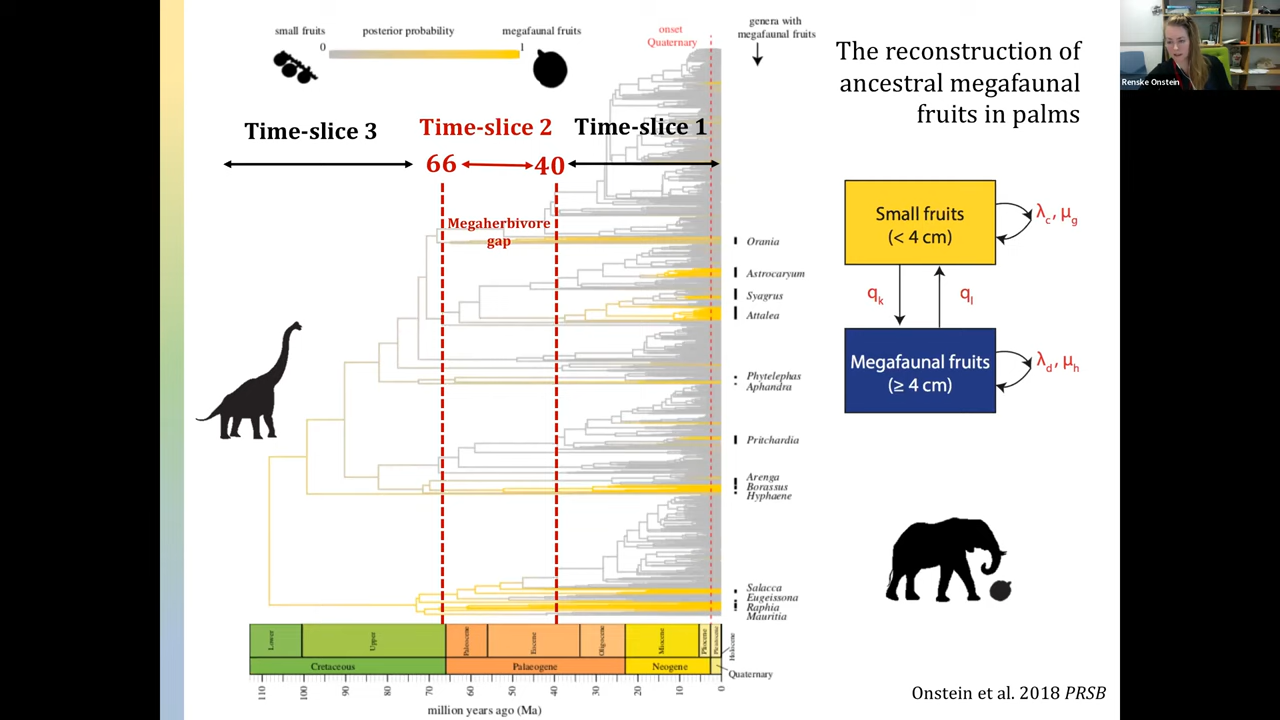 small fruits
posterior probability
megafaunal fruits
0
1
onset
Quaternary
genera with
megafaunal fruits
The reconstruction of
ancestral megafaunal
fruits in palms
Renske Onstein
Time-slice 3
Time-slice 2
Time-slice 1
66
40
Megaherbivore
gap
Small fruits
(< 4 cm)
λc, μg
qk
ql
Megafaunal fruits
(≥ 4 cm)
λd, μh
Orania
Astrocaryum
Syagrus
Attalea
Phytelephas
Aphandra
Pritchardia
Arenga
Borassus
Hyphaene
Salacca
Eugeissona
Raphia
Mauritia
Lower
Upper
Paleocene
Eocene
Oligocene
Miocene
Pliocene
Pleistocene
Holocene
Cretaceous
Palaeogene
Neogene
Quaternary
110 100 90 80 70 60 50 40 30 20 10 0
million years ago (Ma)
Onstein et al. 2018 PRSB